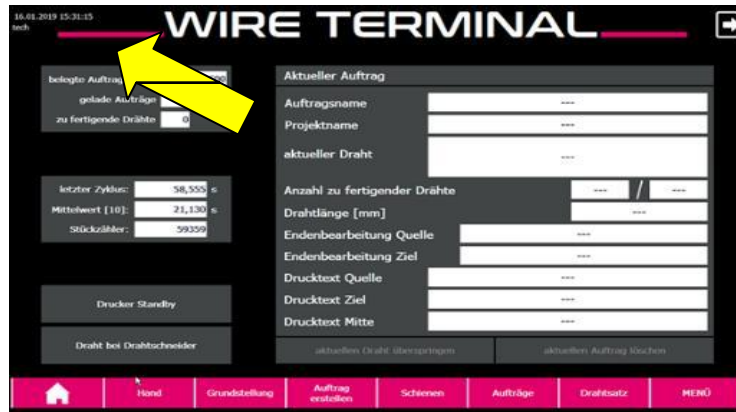 16.01.2019 15:31:15
tech
WIRE TERMINAL
belegte
gelade Aufträge
zu fertigende Drähte 0
letzter Zyklus: 58,555 s
Mittelwert [10]: 21,130 s
Stückzähler: 59359
Drucker Standby
Draht bei Drahtschneider
Aktueller Auftrag
Auftragsname ---
Projektname ---
aktueller Draht ---
Anzahl zu fertigender Drähte --- / ---
Drahtlänge [mm] ---
Endenbearbeitung Quelle ---
Endenbearbeitung Ziel ---
Drucktext Quelle ---
Drucktext Ziel ---
Drucktext Mitte ---
aktuellen Draht überspringen
aktuellen Auftrag löschen
Hand
Grundstellung
Auftrag
erstellen
Schienen
Aufträge
Drahtsatz
MENÜ